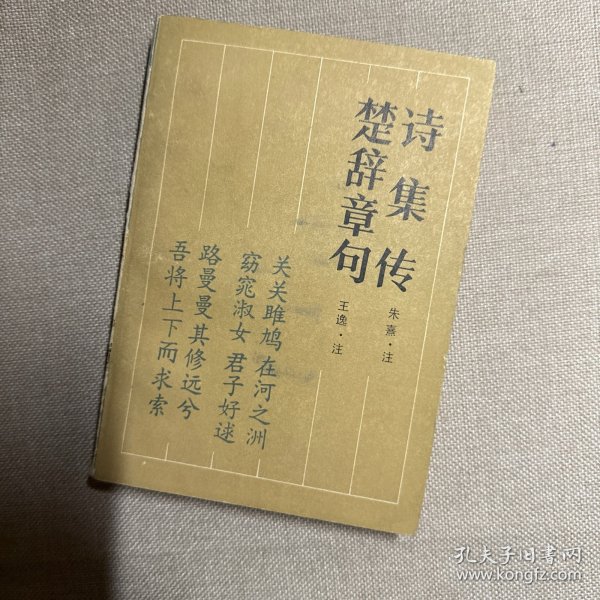 诗集传
朱熹·注
楚辞章句
王逸·注
关关雎鸠在河之洲
窈窕淑女君子好逑
路曼曼其修远兮
吾将上下而求索
孔夫子旧书网
www.kongfz.com